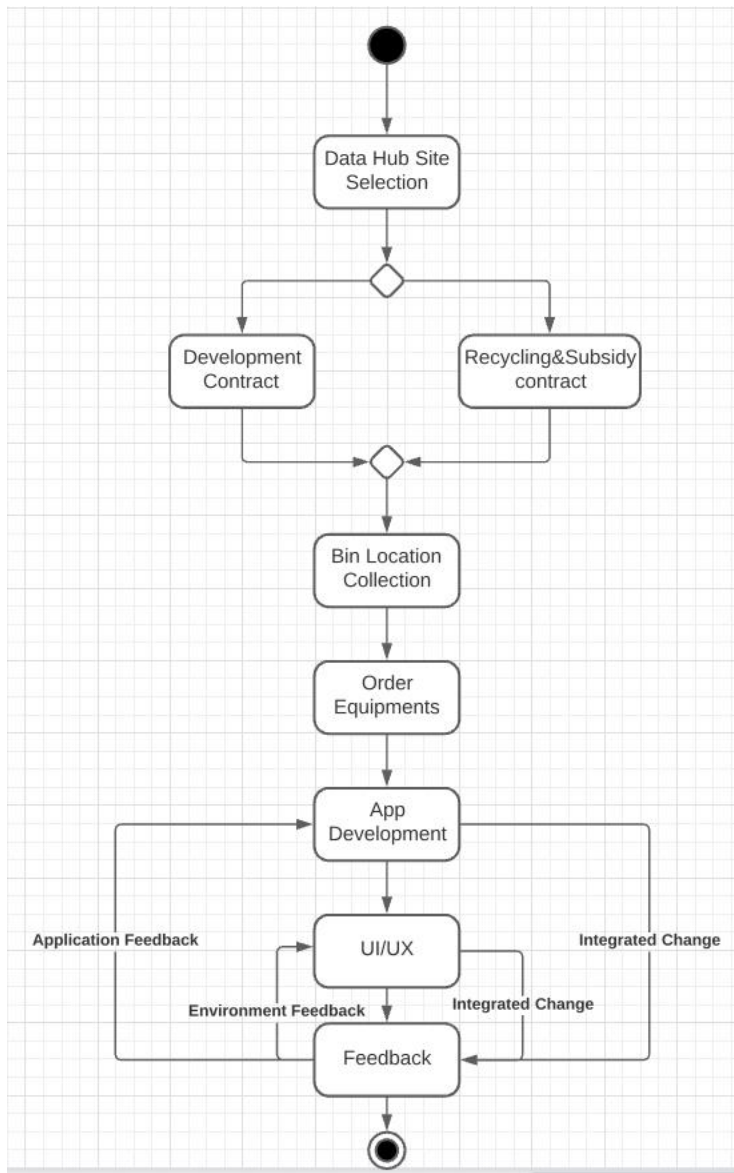 Data Hub Site
Selection
Development
Contract
Recycling&Subsidy
contract
Bin Location
Collection
Order
Equipments
App
Development
Application Feedback
UI/UX
Integrated Change
Environment Feedback
Integrated Change
Feedback